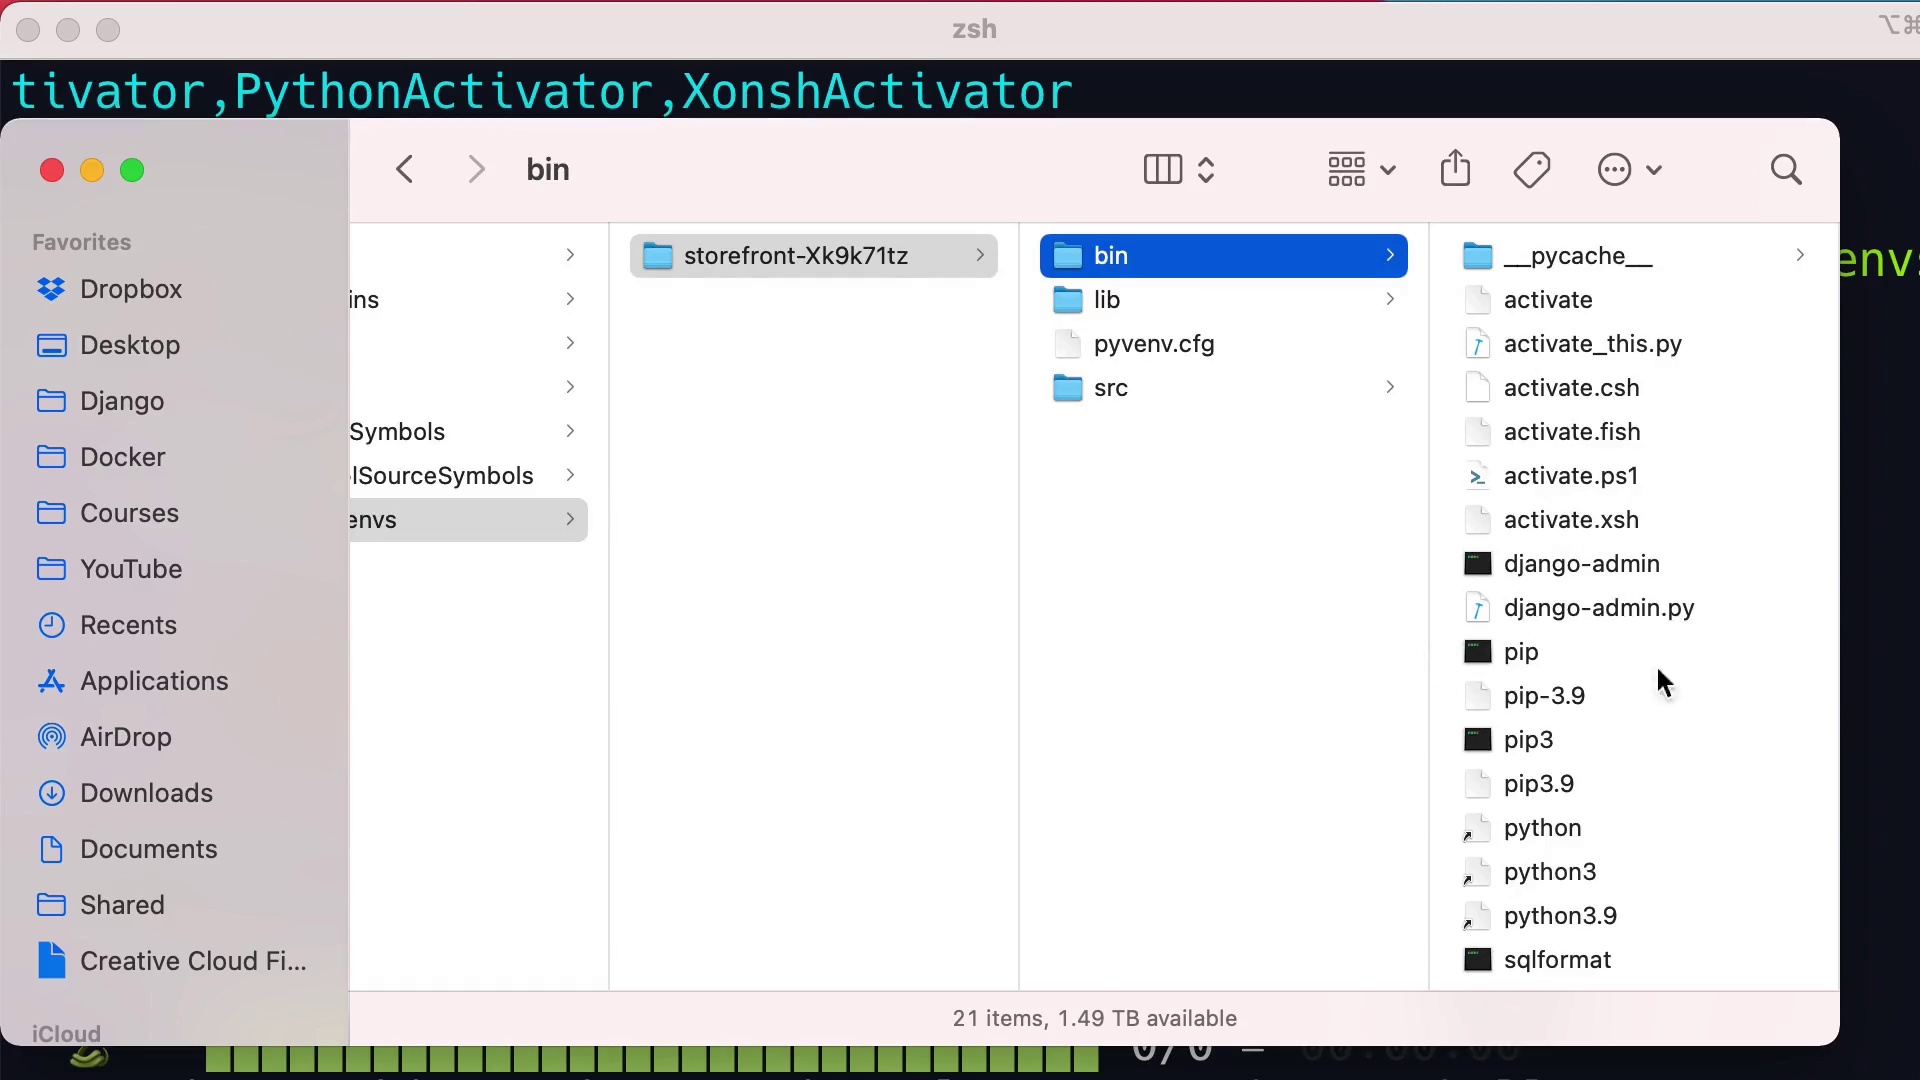 zsh
⌥⌘
tivator,PythonActivator,XonshActivator
bin
Favorites
Dropbox
Desktop
Django
Docker
Courses
YouTube
Recents
Applications
AirDrop
Downloads
Documents
Shared
Creative Cloud Fi...
iCloud
ins
Symbols
lSourceSymbols
envs
storefront-Xk9k71tz
bin
lib
pyvenv.cfg
src
__pycache__
activate
activate_this.py
activate.csh
activate.fish
activate.ps1
activate.xsh
django-admin
django-admin.py
pip
pip-3.9
pip3
pip3.9
python
python3
python3.9
sqlformat
envs
21 items, 1.49 TB available
0/0 —